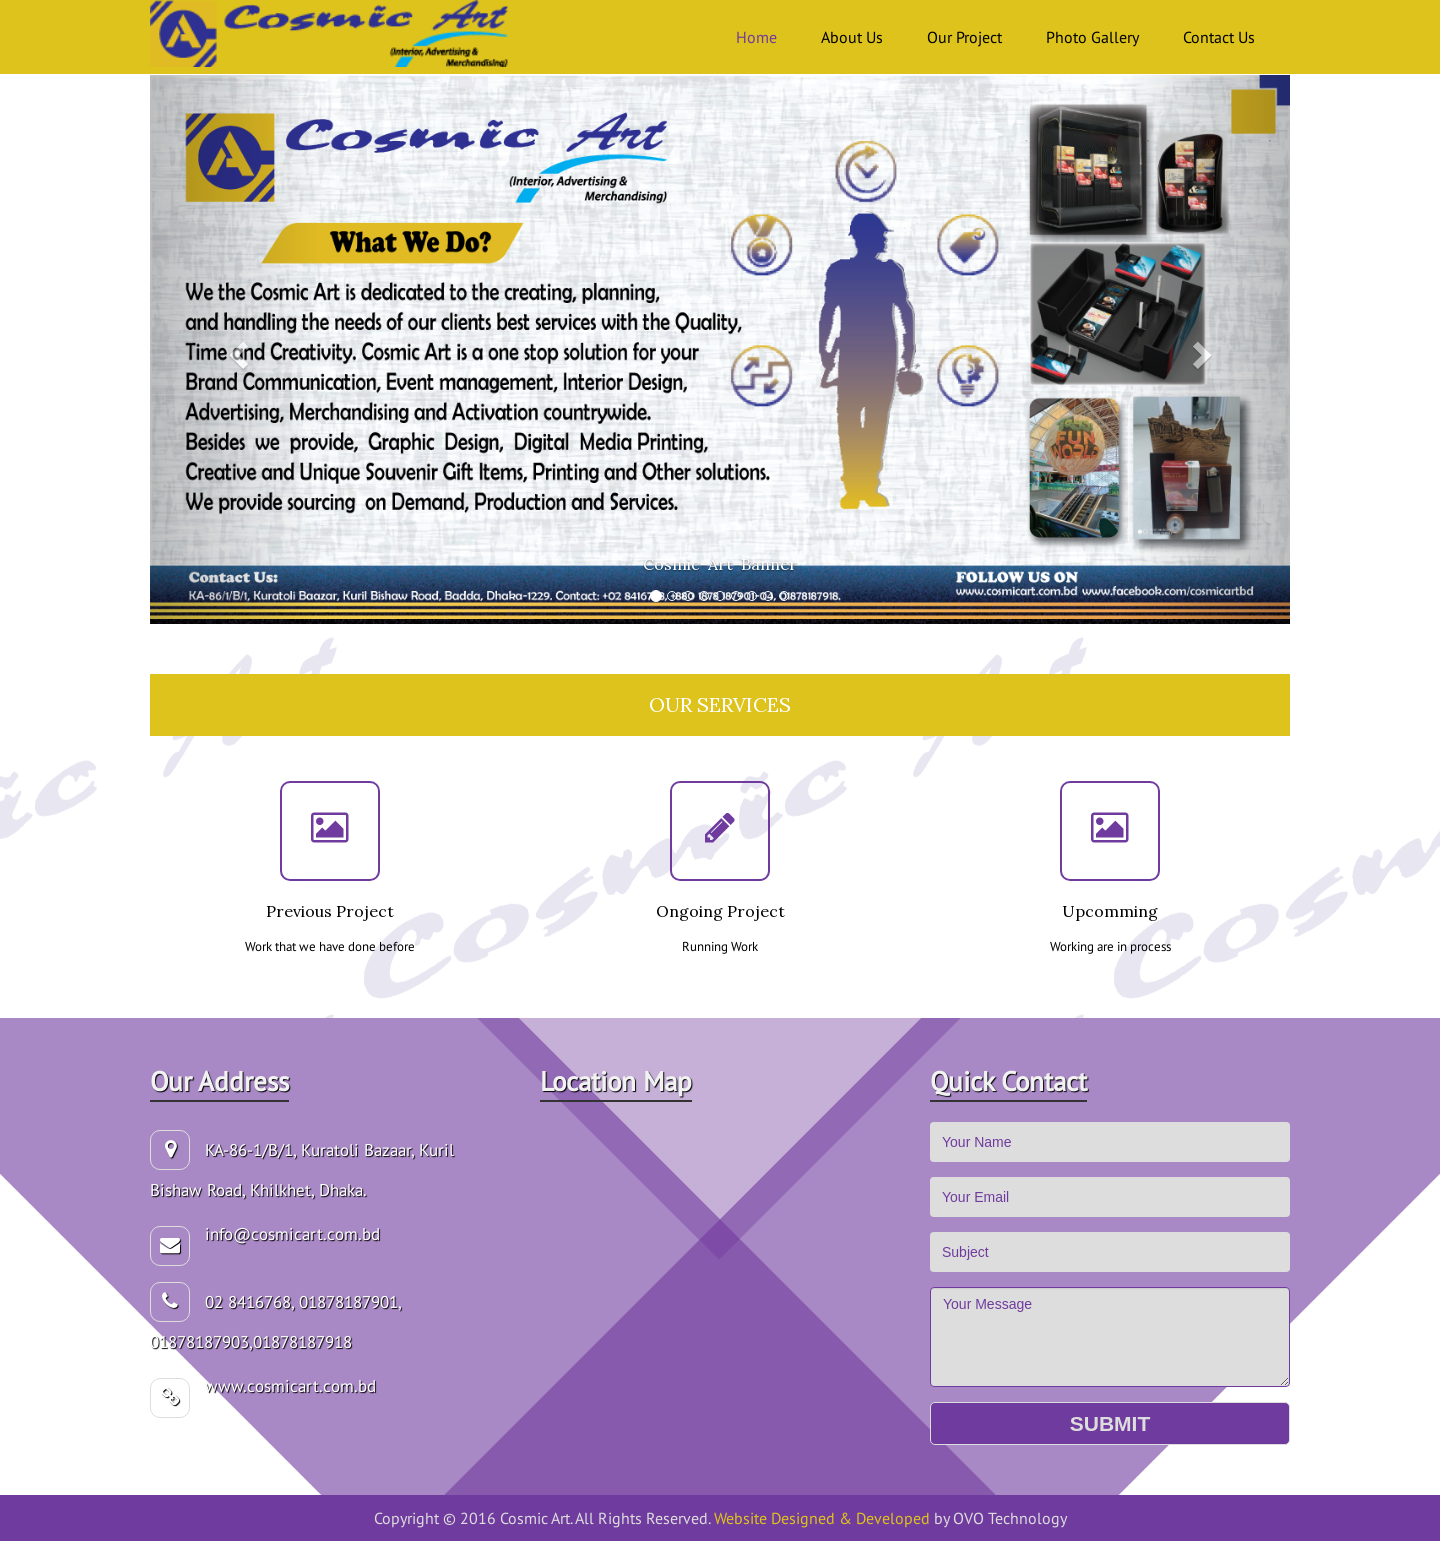 Cosmic Art
(Interior, Advertising &
Merchandising)
Home
About Us
Our Project
Photo Gallery
Contact Us
Cosmic Art
(Interior, Advertising &
Merchandising)
What We Do?
We the Cosmic Art is dedicated to the creating, planning,
and handling the needs of our clients best services with the Quality,
Time and Creativity. Cosmic Art is a one stop solution for your
Brand Communication, Event management, Interior Design,
Advertising, Merchandising and Activation countrywide.
Besides we provide, Graphic Design, Digital Media Printing,
Creative and Unique Souvenir Gift Items, Printing and Other solutions.
We provide sourcing on Demand, Production and Services.
FUN
WORLD
Cosmic Art Banner
Contact Us:
KA-86/1/B/1, Kuratoli Baazar, Kuril Bishaw Road, Badda, Dhaka-1229. Contact: +02 8416768, +880 1878 187901-04, 01878187918.
FOLLOW US ON
www.cosmicart.com.bd www.facebook.com/cosmicartbd
OUR SERVICES
Previous Project
Work that we have done before
Ongoing Project
Running Work
Upcomming
Working are in process
Our Address
KA-86-1/B/1, Kuratoli Bazaar, Kuril
Bishaw Road, Khilkhet, Dhaka.
info@cosmicart.com.bd
02 8416768, 01878187901,
01878187903,01878187918
www.cosmicart.com.bd
Location Map
Quick Contact
Your Name
Your Email
Subject
Your Message
SUBMIT
Copyright © 2016 Cosmic Art. All Rights Reserved. Website Designed & Developed by OVO Technology